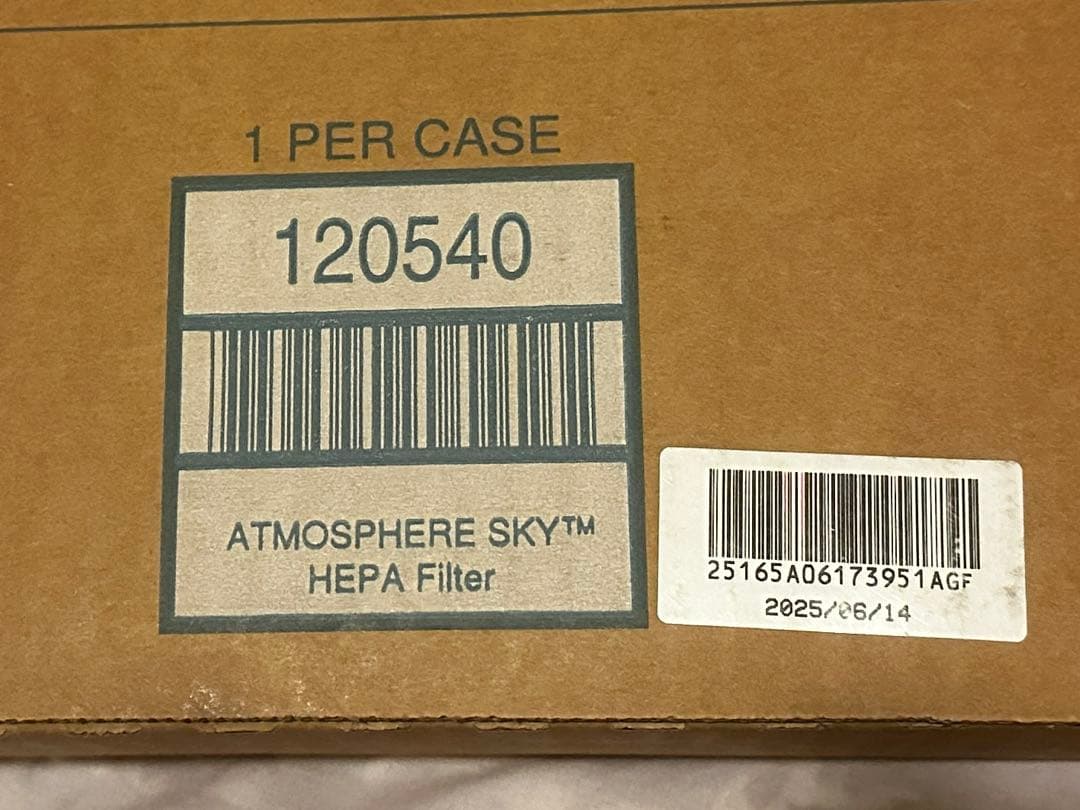 1 PER CASE
120540
ATMOSPHERE SKY™
HEPA Filter
25165A06173951AGF
2025/06/14